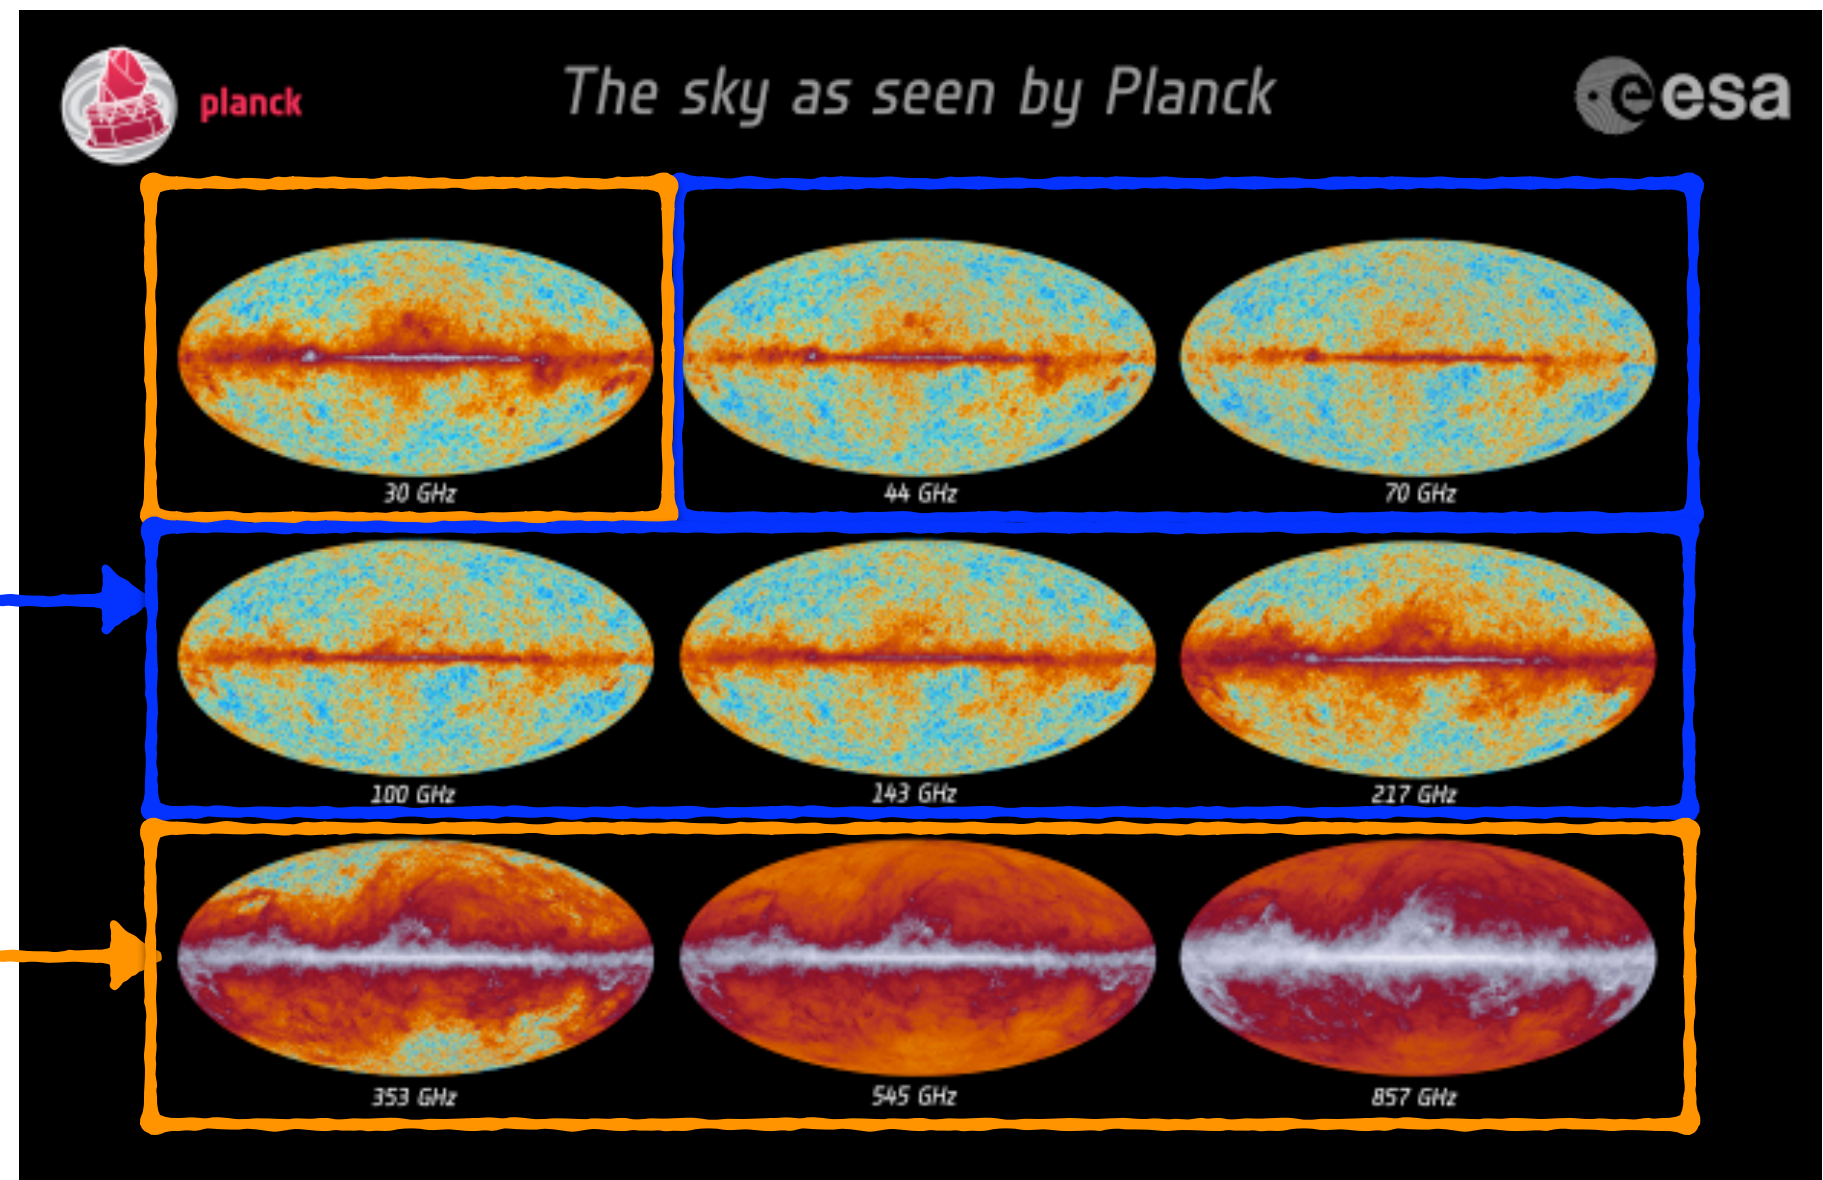 planck
The sky as seen by Planck
esa
30 GHz
44 GHz
70 GHz
100 GHz
143 GHz
217 GHz
353 GHz
545 GHz
857 GHz